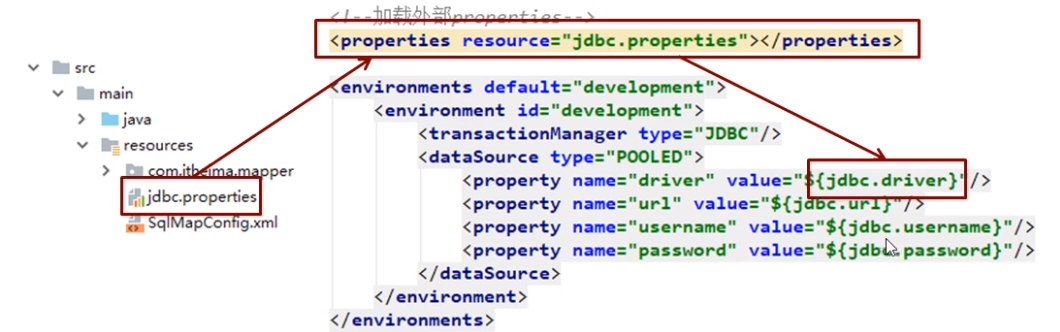 <!--加载外部properties-->
<properties resource="jdbc.properties"></properties>
src
main
java
resources
com.itheima.mapper
jdbc.properties
SqlMapConfig.xml
<environments default="development">
<environment id="development">
<transactionManager type="JDBC"/>
<dataSource type="POOLED">
<property name="driver" value="${jdbc.driver}"/>
<property name="url" value="${jdbc.url}"/>
<property name="username" value="${jdbc.username}"/>
<property name="password" value="${jdbc.password}"/>
</dataSource>
</environment>
</environments>